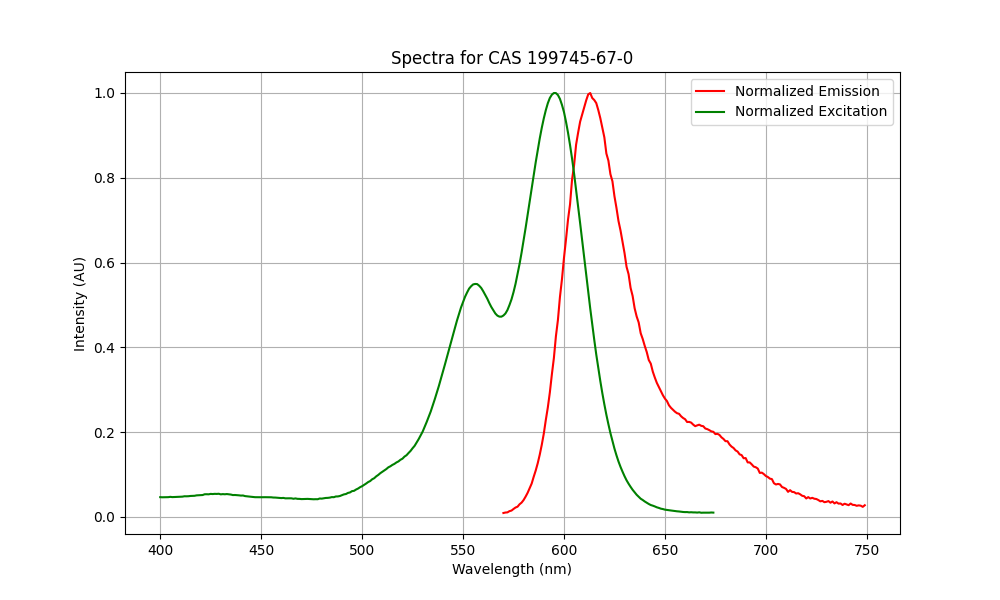 Spectra for CAS 199745-67-0
Normalized Emission
Normalized Excitation
Intensity (AU)
1.0
0.8
0.6
0.4
0.2
0.0
400 450 500 550 600 650 700 750
Wavelength (nm)